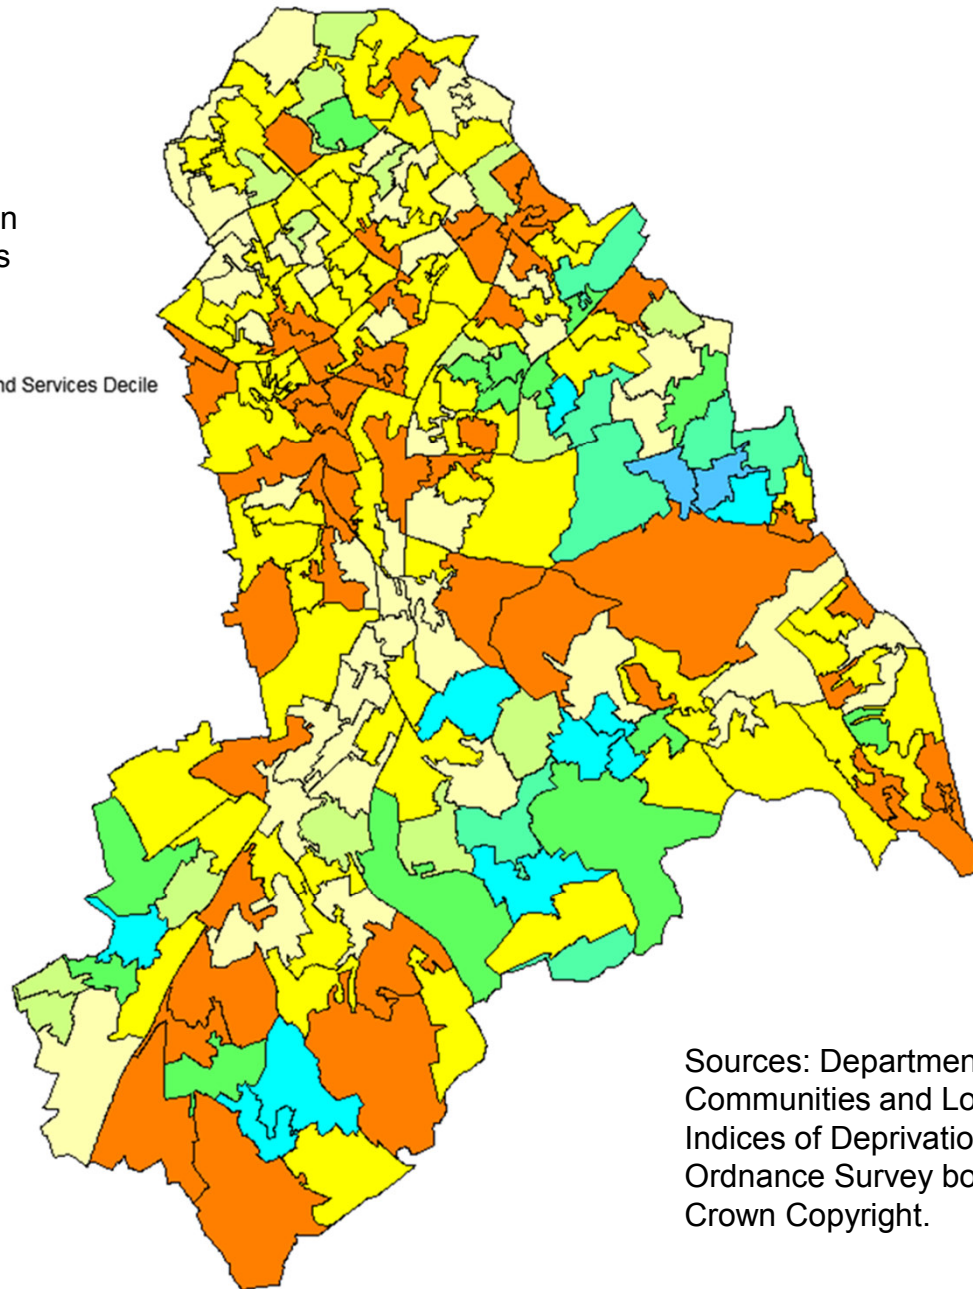 n
s
nd Services Decile
Sources: Departmen
Communities and Lo
Indices of Deprivatio
Ordnance Survey bo
Crown Copyright.